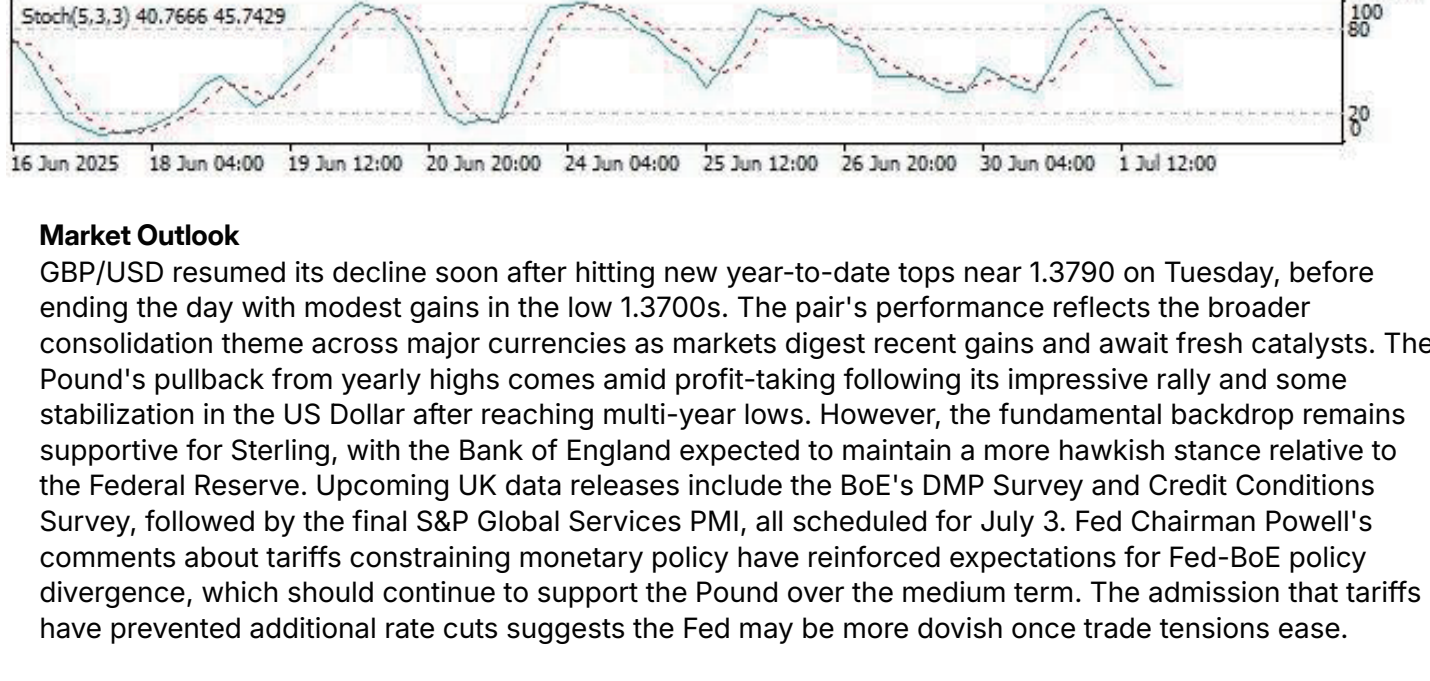 Stoch(5,3,3) 40.7666 45.7429
100
80
20
0
16 Jun 2025 18 Jun 04:00 19 Jun 12:00 20 Jun 20:00 24 Jun 04:00 25 Jun 12:00 26 Jun 20:00 30 Jun 04:00 1 Jul 12:00
Market Outlook
GBP/USD resumed its decline soon after hitting new year-to-date tops near 1.3790 on Tuesday, before
ending the day with modest gains in the low 1.3700s. The pair's performance reflects the broader
consolidation theme across major currencies as markets digest recent gains and await fresh catalysts. The
Pound's pullback from yearly highs comes amid profit-taking following its impressive rally and some
stabilization in the US Dollar after reaching multi-year lows. However, the fundamental backdrop remains
supportive for Sterling, with the Bank of England expected to maintain a more hawkish stance relative to
the Federal Reserve. Upcoming UK data releases include the BoE's DMP Survey and Credit Conditions
Survey, followed by the final S&P Global Services PMI, all scheduled for July 3. Fed Chairman Powell's
comments about tariffs constraining monetary policy have reinforced expectations for Fed-BoE policy
divergence, which should continue to support the Pound over the medium term. The admission that tariffs
have prevented additional rate cuts suggests the Fed may be more dovish once trade tensions ease.